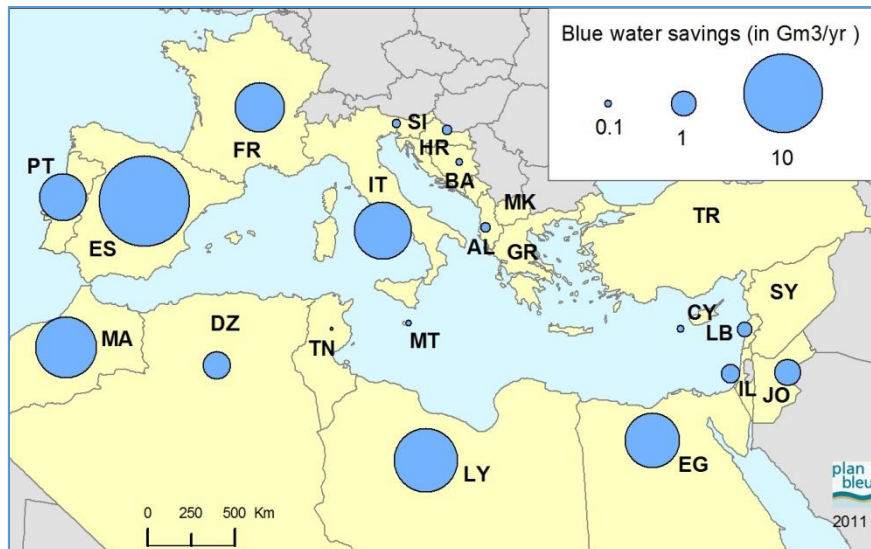 Blue water savings (in Gm3/yr )
0.1
1
10
FR
SI
HR
BA
PT
ES
IT
MK
AL
GR
TR
MA
DZ
TN
MT
CY
LB
SY
IL
JO
LY
EG
0 250 500 Km
plan
bleu
2011